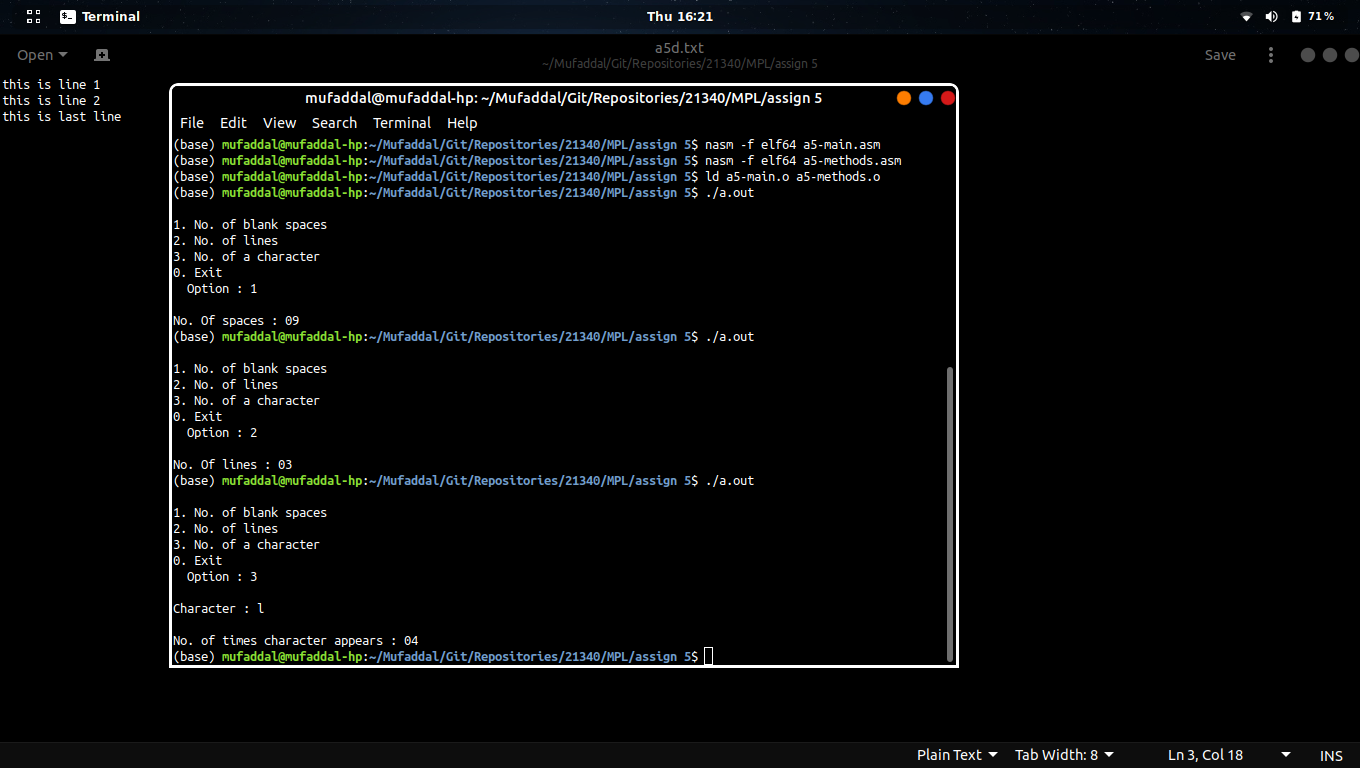 Terminal
Thu 16:21
71%
Open
a5d.txt
~/Mufaddal/Git/Repositories/21340/MPL/assign 5
Save
this is line 1
this is line 2
this is last line
mufaddal@mufaddal-hp: ~/Mufaddal/Git/Repositories/21340/MPL/assign 5
File Edit View Search Terminal Help
(base) mufaddal@mufaddal-hp:~/Mufaddal/Git/Repositories/21340/MPL/assign 5$ nasm -f elf64 a5-main.asm
(base) mufaddal@mufaddal-hp:~/Mufaddal/Git/Repositories/21340/MPL/assign 5$ nasm -f elf64 a5-methods.asm
(base) mufaddal@mufaddal-hp:~/Mufaddal/Git/Repositories/21340/MPL/assign 5$ ld a5-main.o a5-methods.o
(base) mufaddal@mufaddal-hp:~/Mufaddal/Git/Repositories/21340/MPL/assign 5$ ./a.out
1. No. of blank spaces
2. No. of lines
3. No. of a character
0. Exit
Option : 1
No. Of spaces : 09
(base) mufaddal@mufaddal-hp:~/Mufaddal/Git/Repositories/21340/MPL/assign 5$ ./a.out
1. No. of blank spaces
2. No. of lines
3. No. of a character
0. Exit
Option : 2
No. Of lines : 03
(base) mufaddal@mufaddal-hp:~/Mufaddal/Git/Repositories/21340/MPL/assign 5$ ./a.out
1. No. of blank spaces
2. No. of lines
3. No. of a character
0. Exit
Option : 3
Character : l
No. of times character appears : 04
(base) mufaddal@mufaddal-hp:~/Mufaddal/Git/Repositories/21340/MPL/assign 5$
Plain Text Tab Width: 8 Ln 3, Col 18 INS